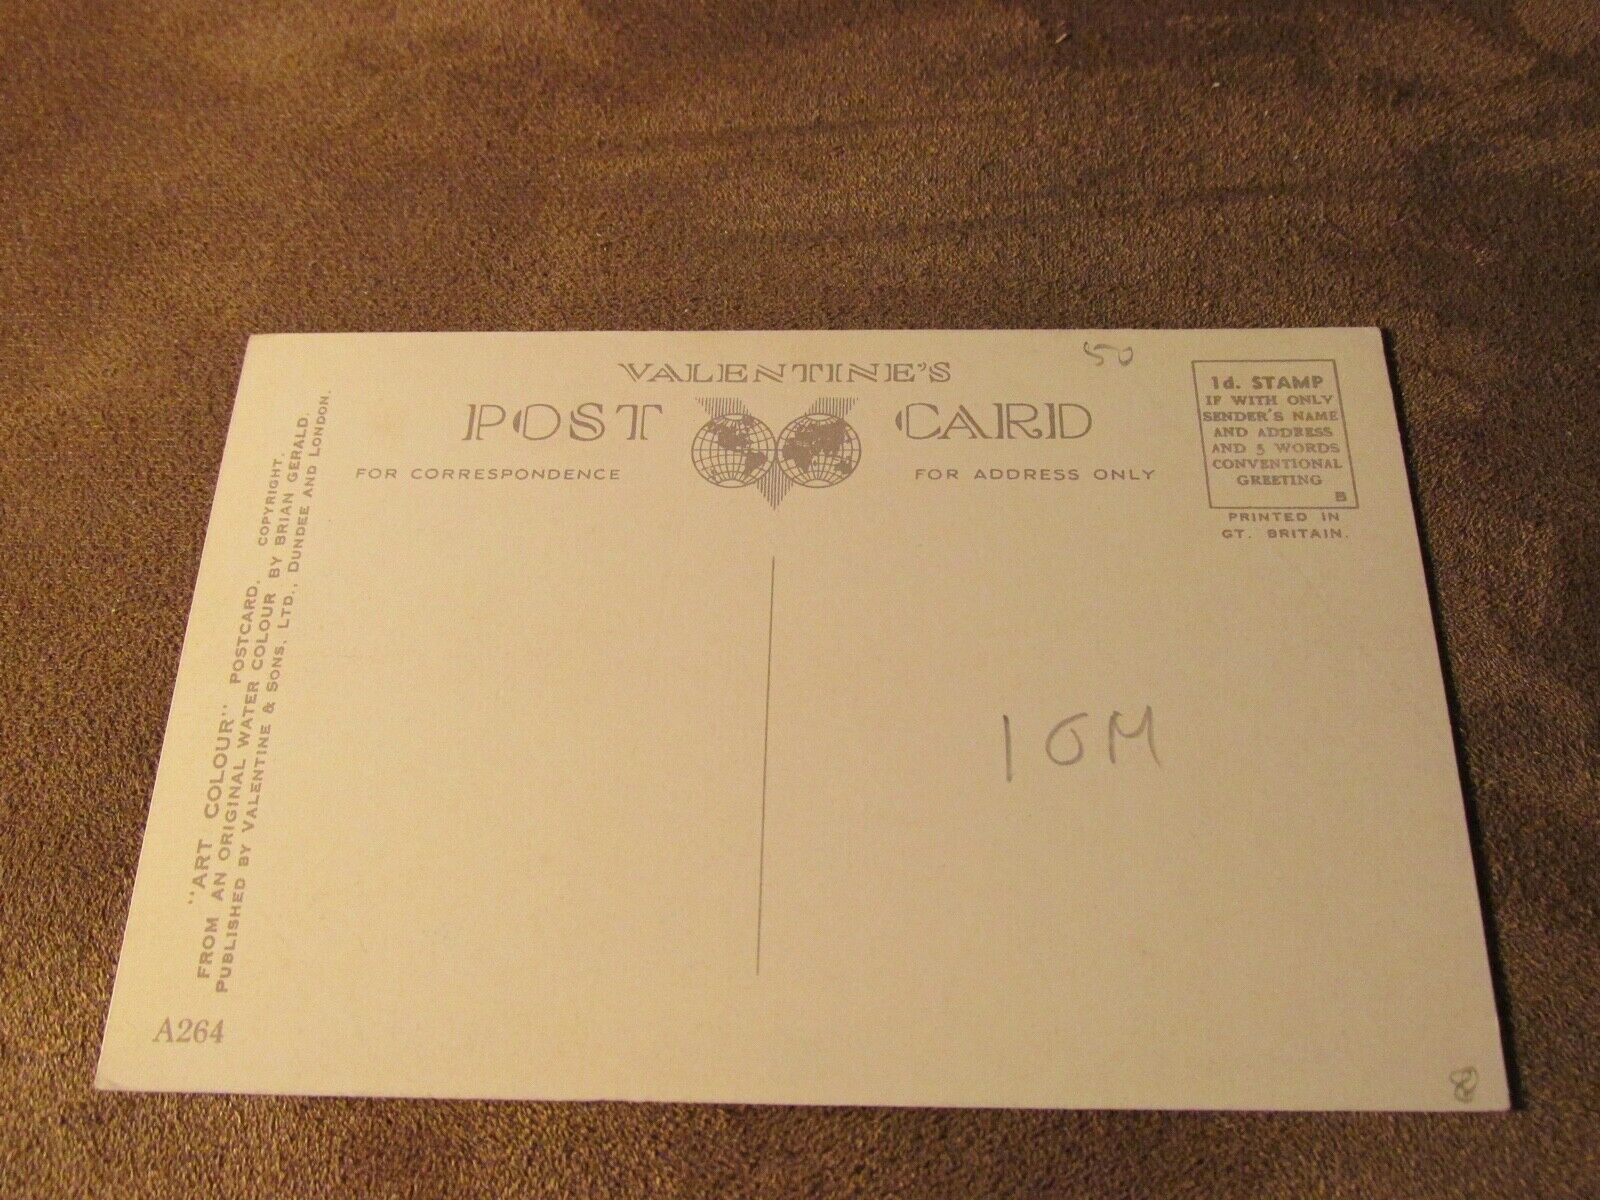 50
VALENTINE'S
POST CARD
FOR CORRESPONDENCE
FOR ADDRESS ONLY
1d. STAMP
IF WITH ONLY
SENDER'S NAME
AND ADDRESS
AND 5 WORDS
CONVENTIONAL
GREETING
B
PRINTED IN
GT. BRITAIN.
"ART COLOUR" POSTCARD. COPYRIGHT.
FROM AN ORIGINAL WATER COLOUR BY BRIAN GERALD.
PUBLISHED BY VALENTINE & SONS, LTD., DUNDEE AND LONDON.
A264
IOM
8